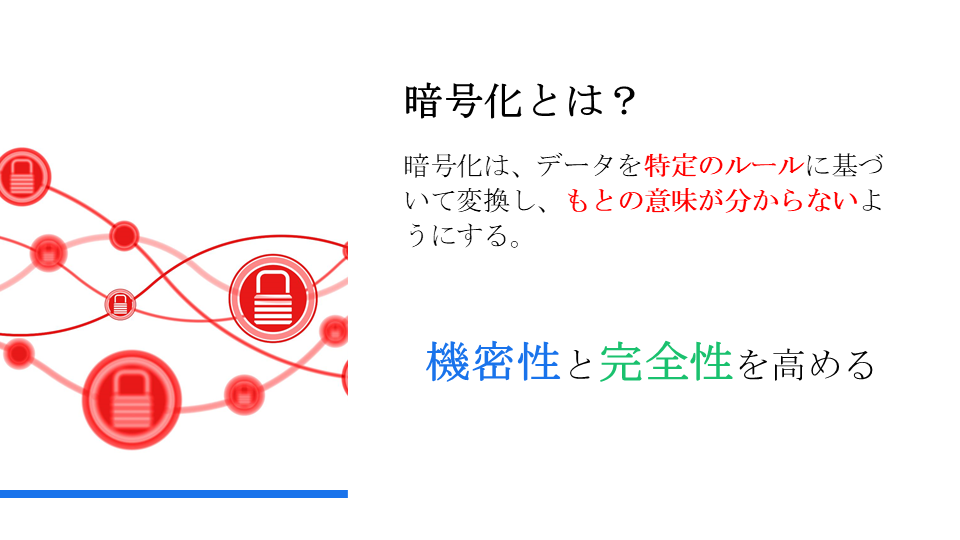 暗号化とは？
暗号化は、データを特定のルールに基づ
いて変換し、もとの意味が分からないよ
うにする。
機密性と完全性を高める